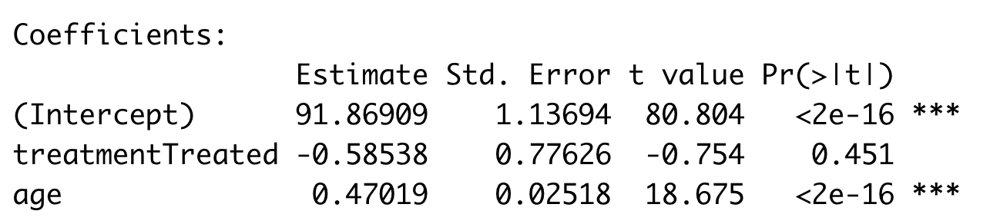 Coefficients:
Estimate Std. Error t value Pr(>|t|)
(Intercept) 91.86909 1.13694 80.804 <2e-16 ***
treatmentTreated -0.58538 0.77626 -0.754 0.451
age 0.47019 0.02518 18.675 <2e-16 ***